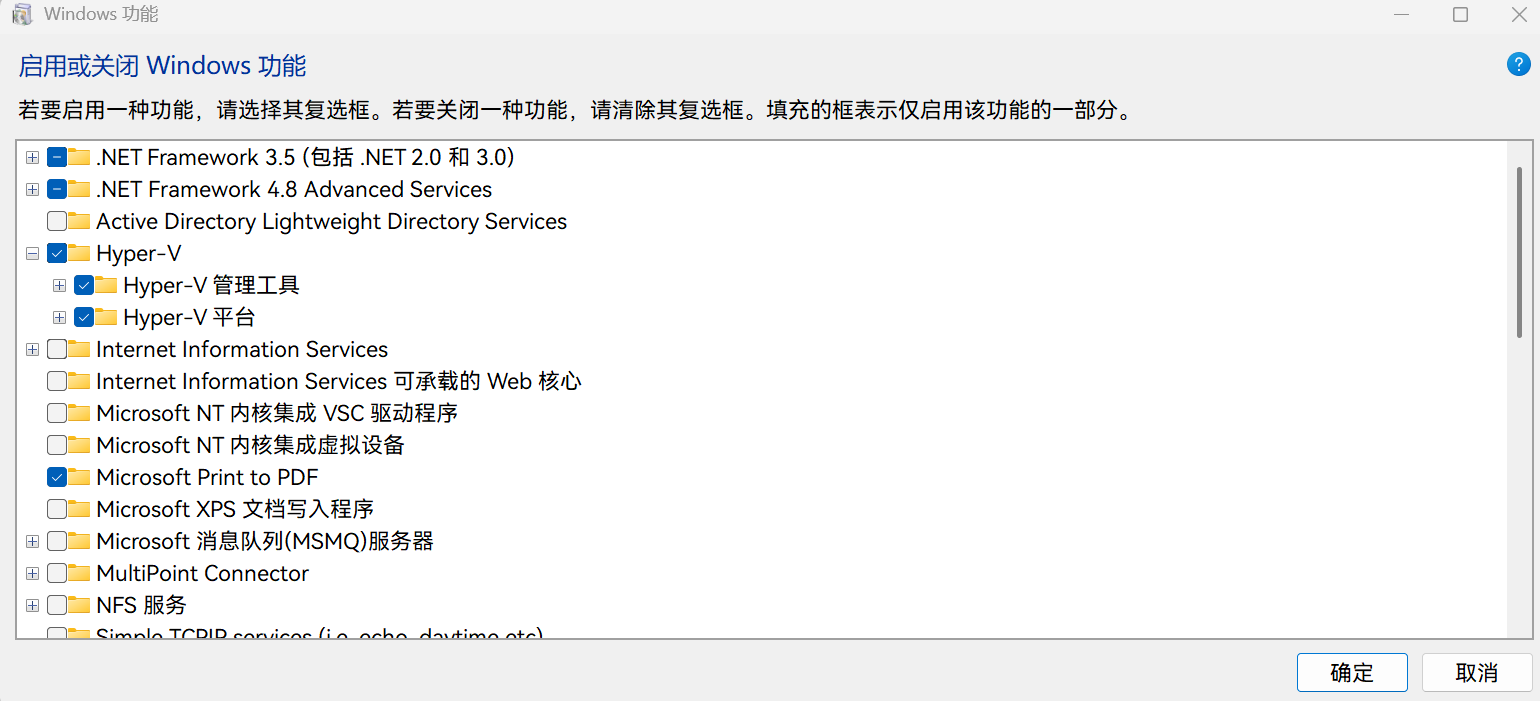 Windows 功能
启用或关闭 Windows 功能
?
若要启用一种功能，请选择其复选框。若要关闭一种功能，请清除其复选框。填充的框表示仅启用该功能的一部分。
.NET Framework 3.5 (包括 .NET 2.0 和 3.0)
.NET Framework 4.8 Advanced Services
Active Directory Lightweight Directory Services
Hyper-V
Hyper-V 管理工具
Hyper-V 平台
Internet Information Services
Internet Information Services 可承载的 Web 核心
Microsoft NT 内核集成 VSC 驱动程序
Microsoft NT 内核集成虚拟设备
Microsoft Print to PDF
Microsoft XPS 文档写入程序
Microsoft 消息队列(MSMQ)服务器
MultiPoint Connector
NFS 服务
Simple TCPIP services (i.e. echo, daytime etc)
确定
取消